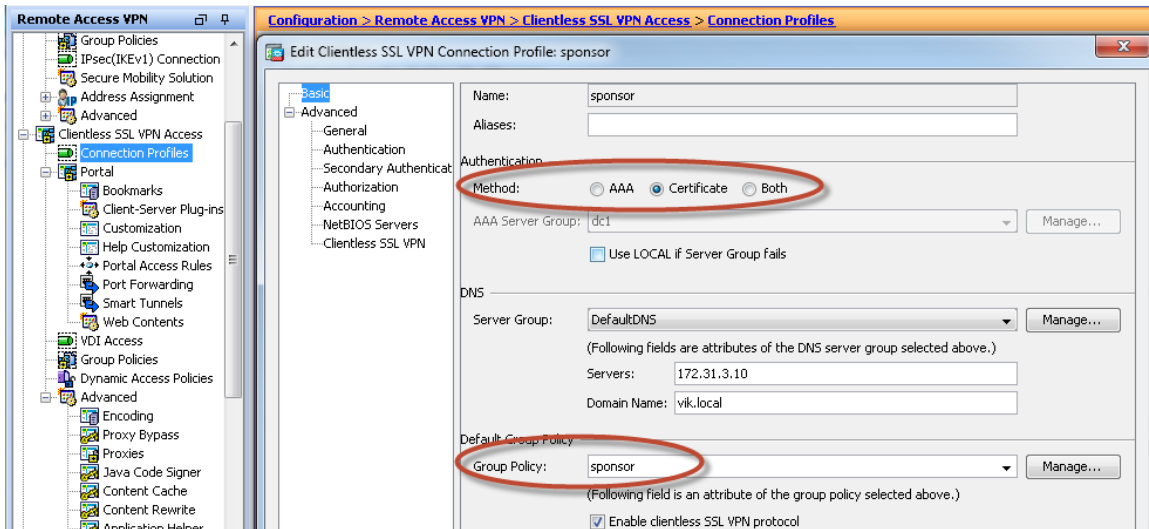 Remote Access VPN
Group Policies
IPsec(IKEv1) Connection
Secure Mobility Solution
Address Assignment
Advanced
Clientless SSL VPN Access
Connection Profiles
Portal
Bookmarks
Client-Server Plug-ins
Customization
Help Customization
Portal Access Rules
Port Forwarding
Smart Tunnels
Web Contents
VDI Access
Group Policies
Dynamic Access Policies
Advanced
Encoding
Proxy Bypass
Proxies
Java Code Signer
Content Cache
Content Rewrite
Application Helper
Configuration > Remote Access VPN > Clientless SSL VPN Access > Connection Profiles
Edit Clientless SSL VPN Connection Profile: sponsor
Basic
Advanced
General
Authentication
Secondary Authenticat
Authorization
Accounting
NetBIOS Servers
Clientless SSL VPN
Name: sponsor
Aliases:
Authentication
Method: AAA Certificate Both
AAA Server Group: dc1 Manage...
Use LOCAL if Server Group fails
DNS
Server Group: DefaultDNS Manage...
(Following fields are attributes of the DNS server group selected above.)
Servers: 172.31.3.10
Domain Name: vik.local
Default Group Policy
Group Policy: sponsor Manage...
(Following field is an attribute of the group policy selected above.)
Enable clientless SSL VPN protocol